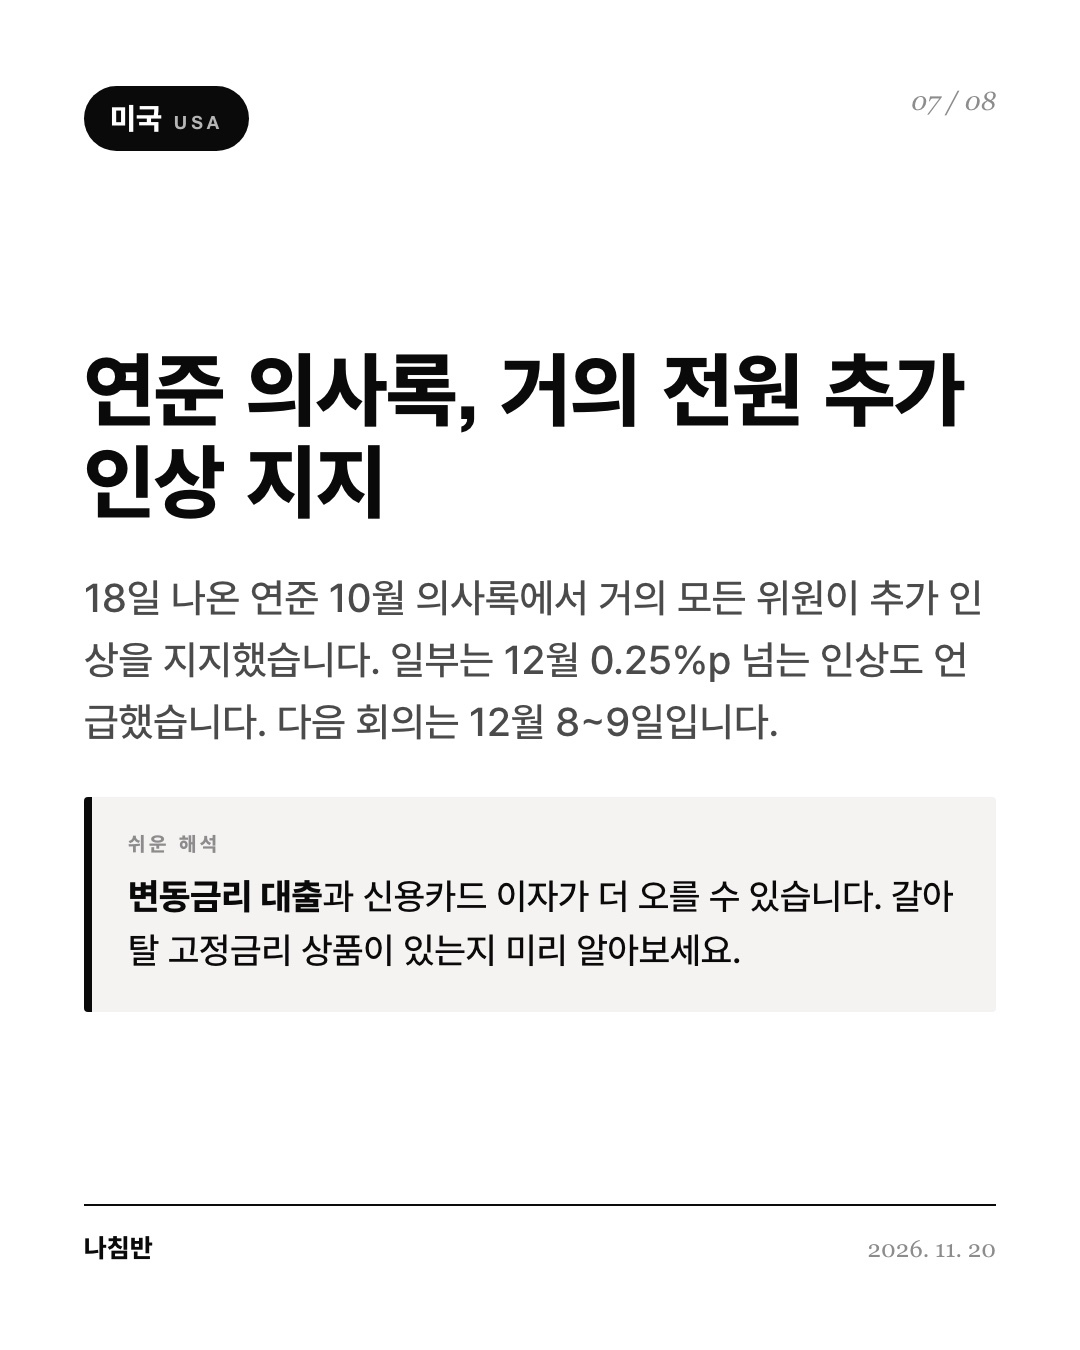 미국 USA
07 / 08
연준 의사록, 거의 전원 추가
인상 지지
18일 나온 연준 10월 의사록에서 거의 모든 위원이 추가 인
상을 지지했습니다. 일부는 12월 0.25%p 넘는 인상도 언
급했습니다. 다음 회의는 12월 8~9일입니다.
쉬운 해석
변동금리 대출과 신용카드 이자가 더 오를 수 있습니다. 갈아
탈 고정금리 상품이 있는지 미리 알아보세요.
나침반
2026. 11. 20